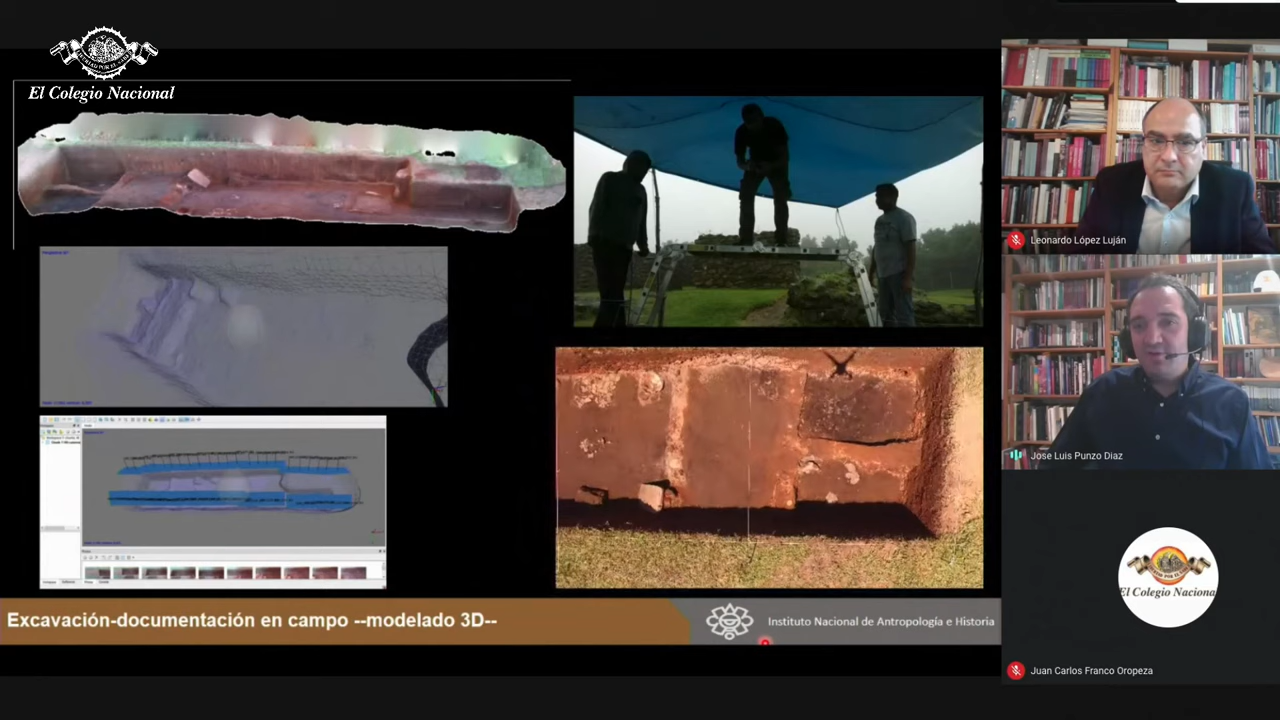 El Colegio Nacional
Leonardo López Luján
Jose Luis Punzo Diaz
El Colegio Nacional
Juan Carlos Franco Oropeza
Excavación-documentación en campo --modelado 3D--
Instituto Nacional de Antropología e Historia